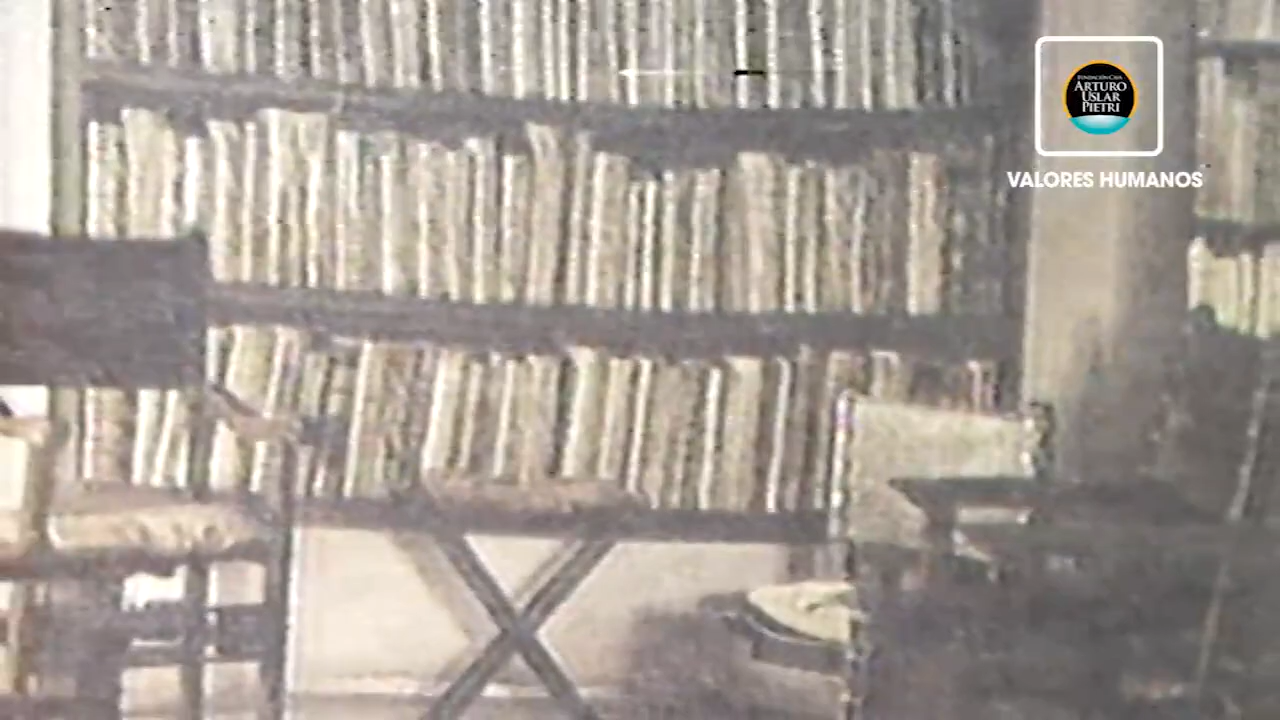 FUNDACIÓN CASA
ARTURO
USLAR
PIETRI
VALORES HUMANOS